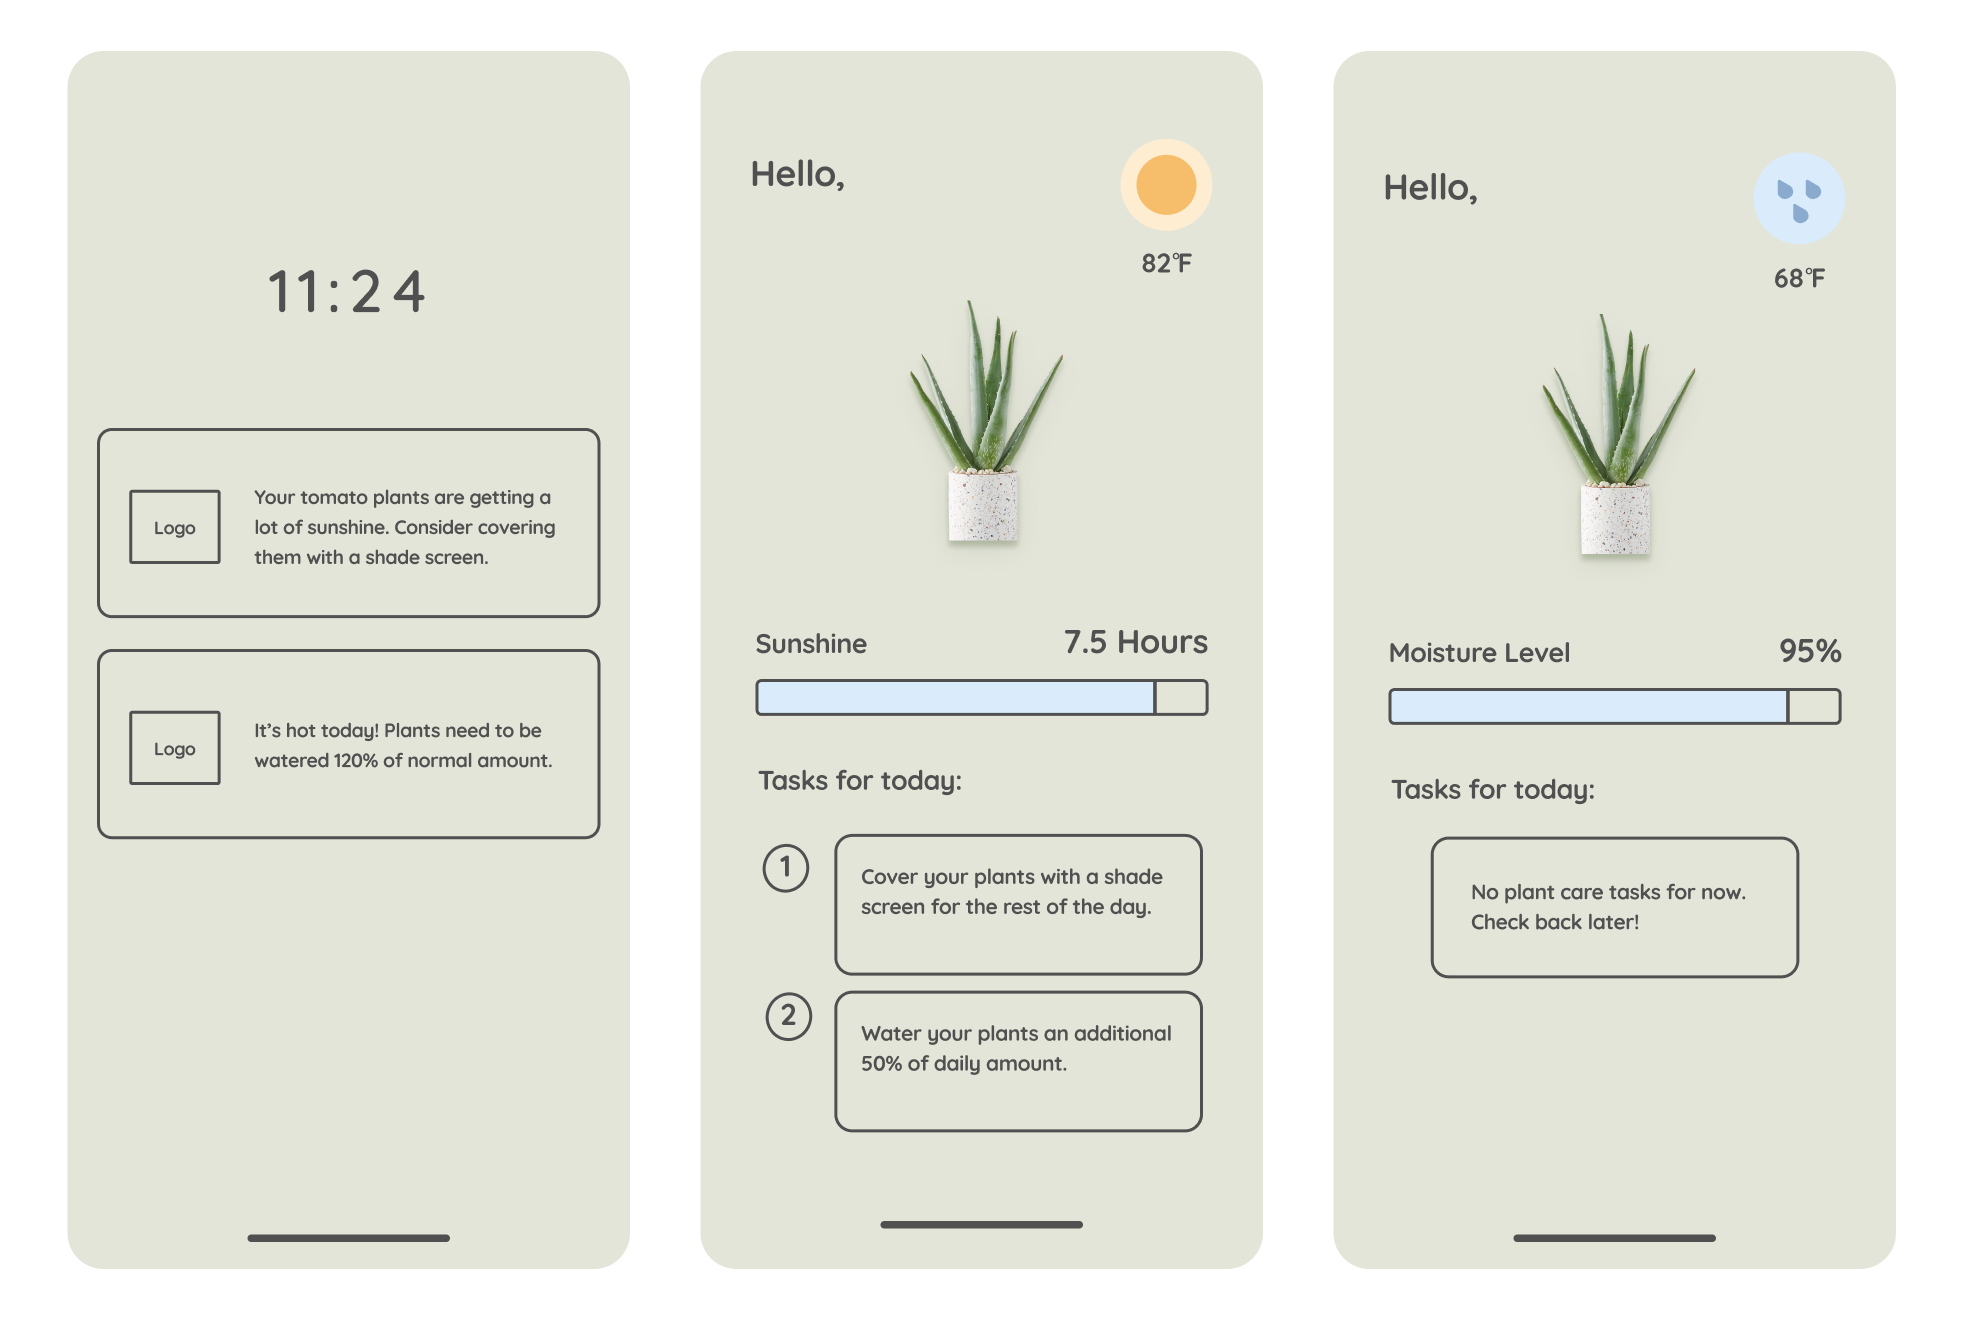 11:24
Logo
Your tomato plants are getting a
lot of sunshine. Consider covering
them with a shade screen.
Logo
It's hot today! Plants need to be
watered 120% of normal amount.
Hello,
82°F
Sunshine
7.5 Hours
Tasks for today:
1
Cover your plants with a shade
screen for the rest of the day.
2
Water your plants an additional
50% of daily amount.
Hello,
68°F
Moisture Level
95%
Tasks for today:
No plant care tasks for now.
Check back later!